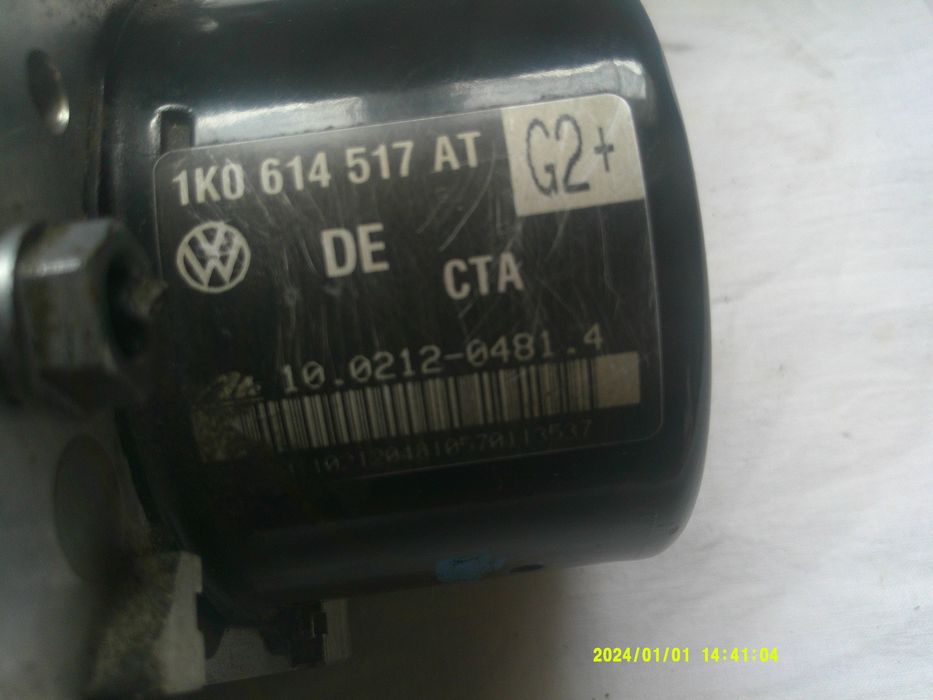 1K0 614 517 AT
G2+
DE
CTA
10.0212-0481.4
2024/01/01 14:41:04